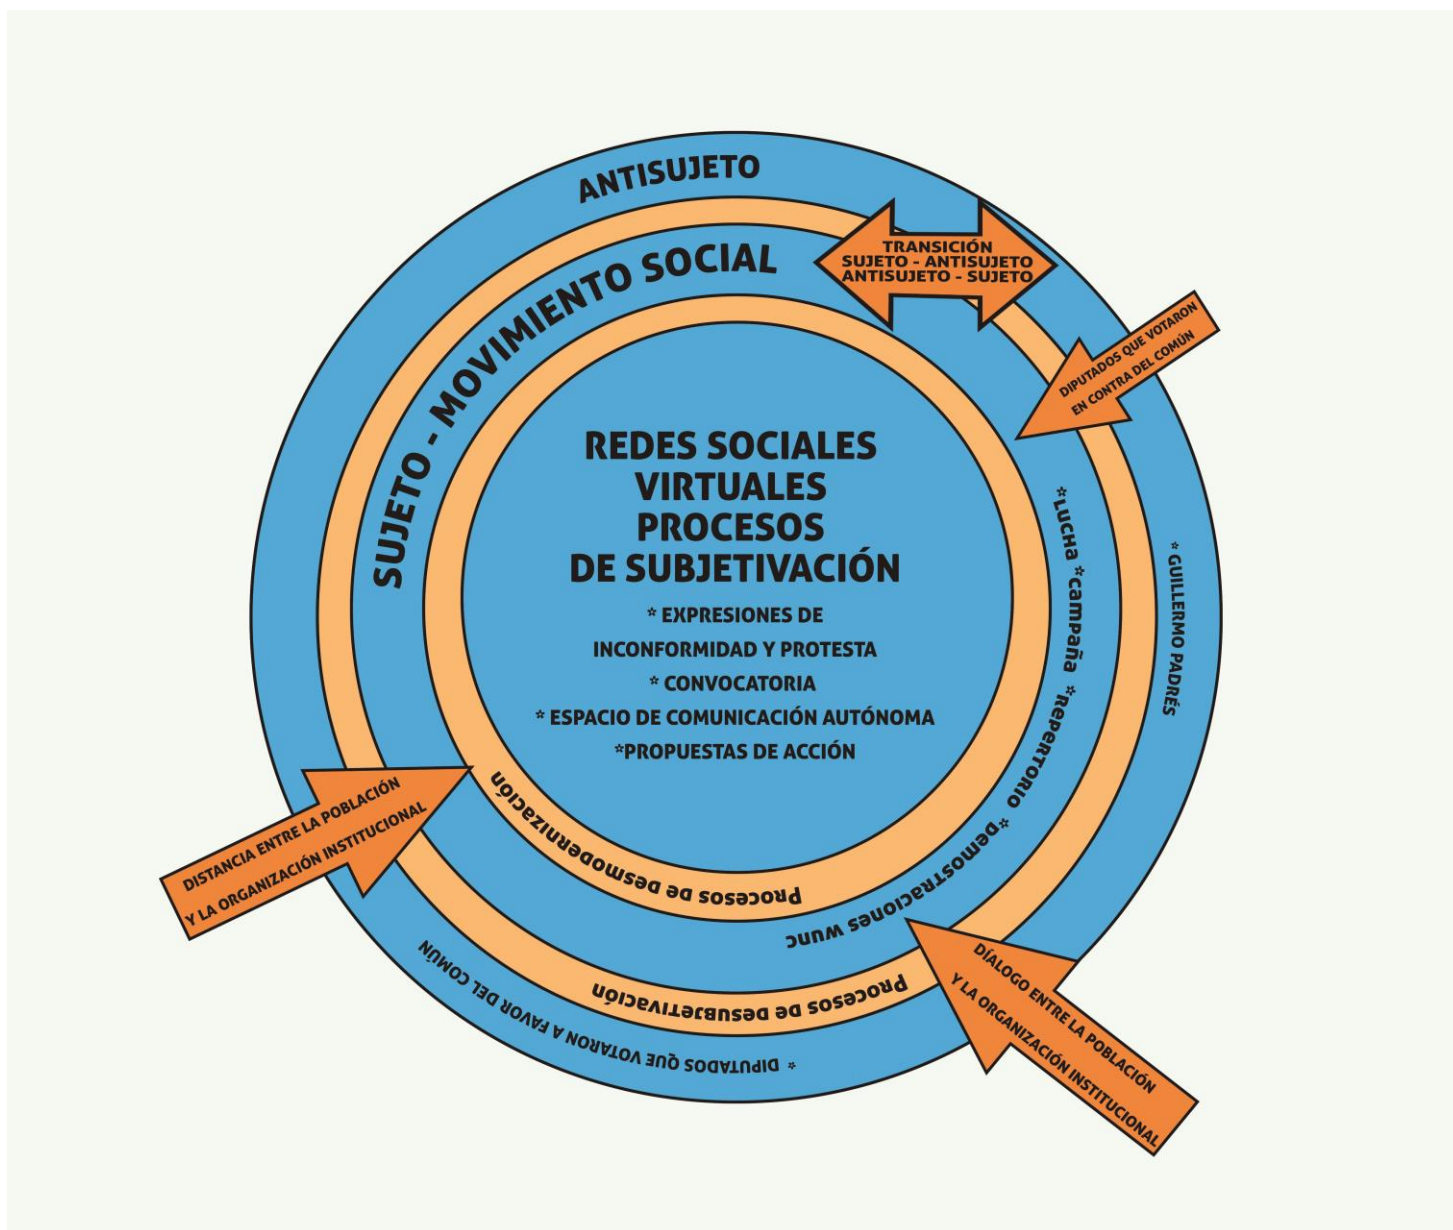 ANTISUJETO
SUJETO - MOVIMIENTO SOCIAL
TRANSICIÓN
SUJETO - ANTISUJETO
ANTISUJETO - SUJETO
DIPUTADOS QUE VOTARON
EN CONTRA DEL COMÚN
REDES SOCIALES
VIRTUALES
PROCESOS
DE SUBJETIVACIÓN
* EXPRESIONES DE
INCONFORMIDAD Y PROTESTA
* CONVOCATORIA
* ESPACIO DE COMUNICACIÓN AUTÓNOMA
*PROPUESTAS DE ACCIÓN
*LUCHa *campaña *REPERTORIO *Demostraciones wunc
* GUILLERMO PADRÉS
Procesos de desmodernización
Procesos de desubjetivación
* DIPUTADOS QUE VOTARON A FAVOR DEL COMÚN
DISTANCIA ENTRE LA POBLACIÓN
Y LA ORGANIZACIÓN INSTITUCIONAL
DÍALOGO ENTRE LA POBLACIÓN
Y LA ORGANIZACIÓN INSTITUCIONAL